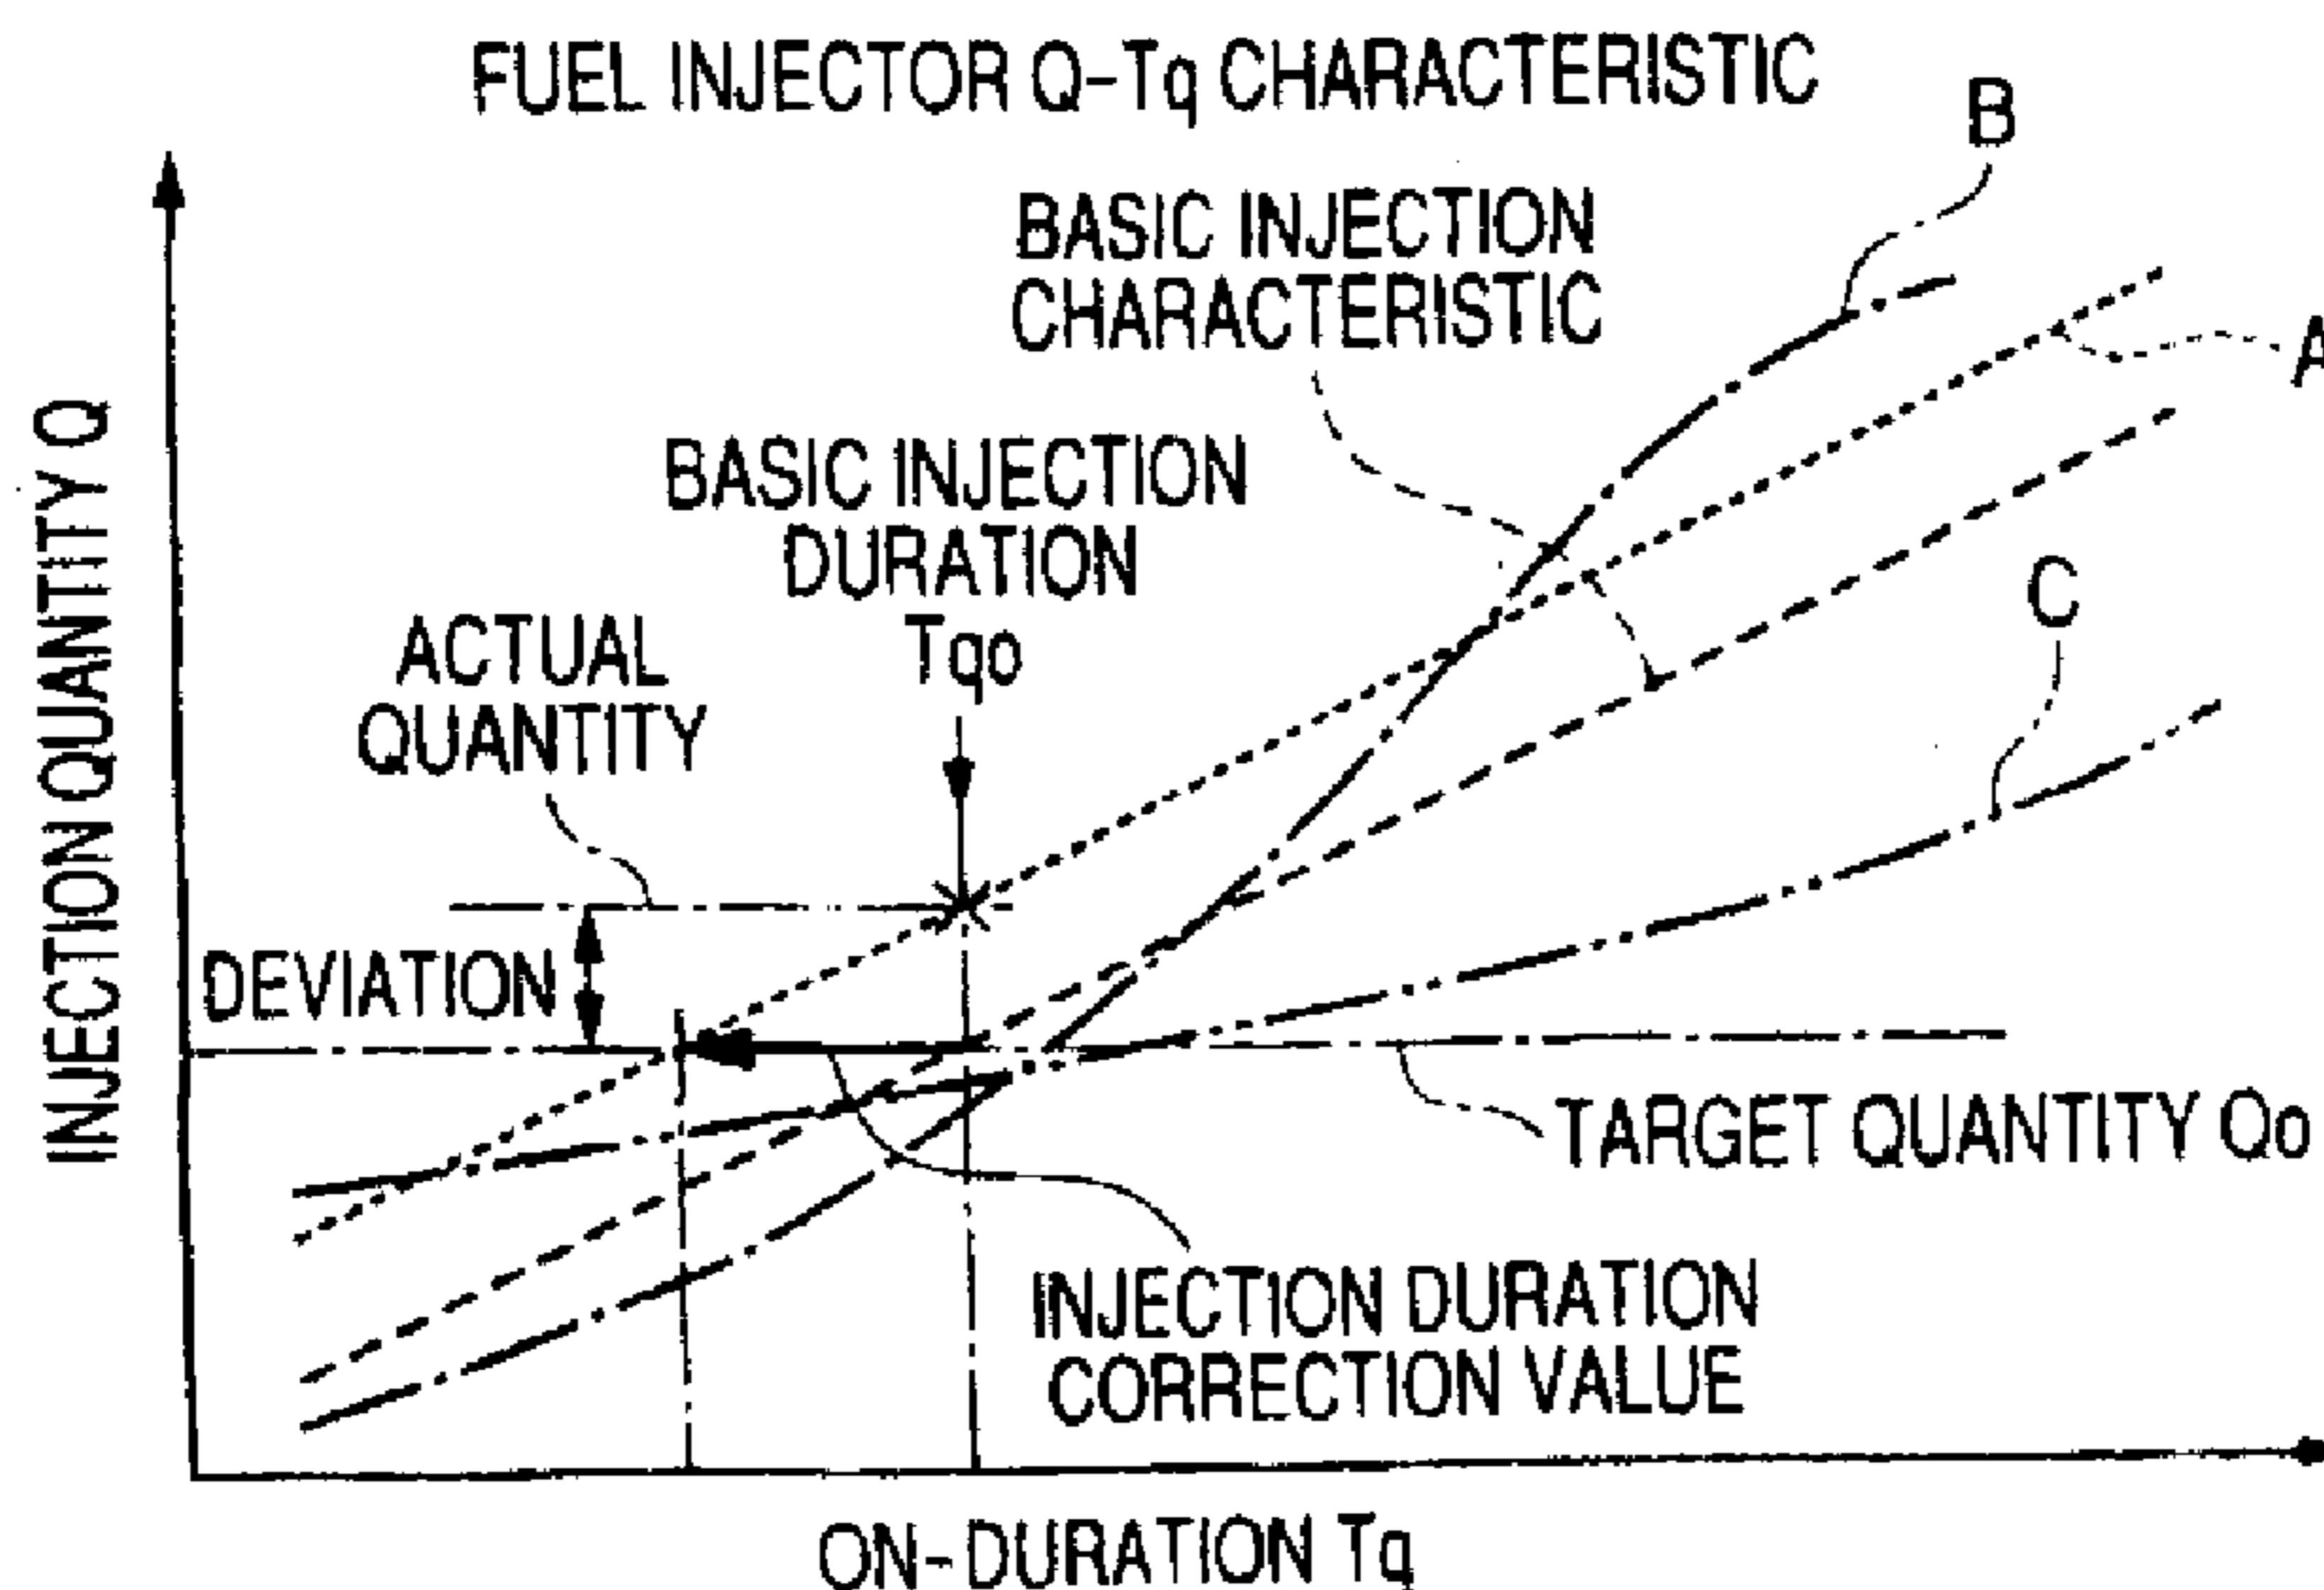 FUEL INJECTOR Q-Tq CHARACTERISTIC
B
BASIC INJECTION
CHARACTERISTIC
A
BASIC INJECTION
DURATION
Tqo
ACTUAL
QUANTITY
C
INJECTION QUANTITY Q
DEVIATION
TARGET QUANTITY Qo
INJECTION DURATION
CORRECTION VALUE
ON-DURATION Tq